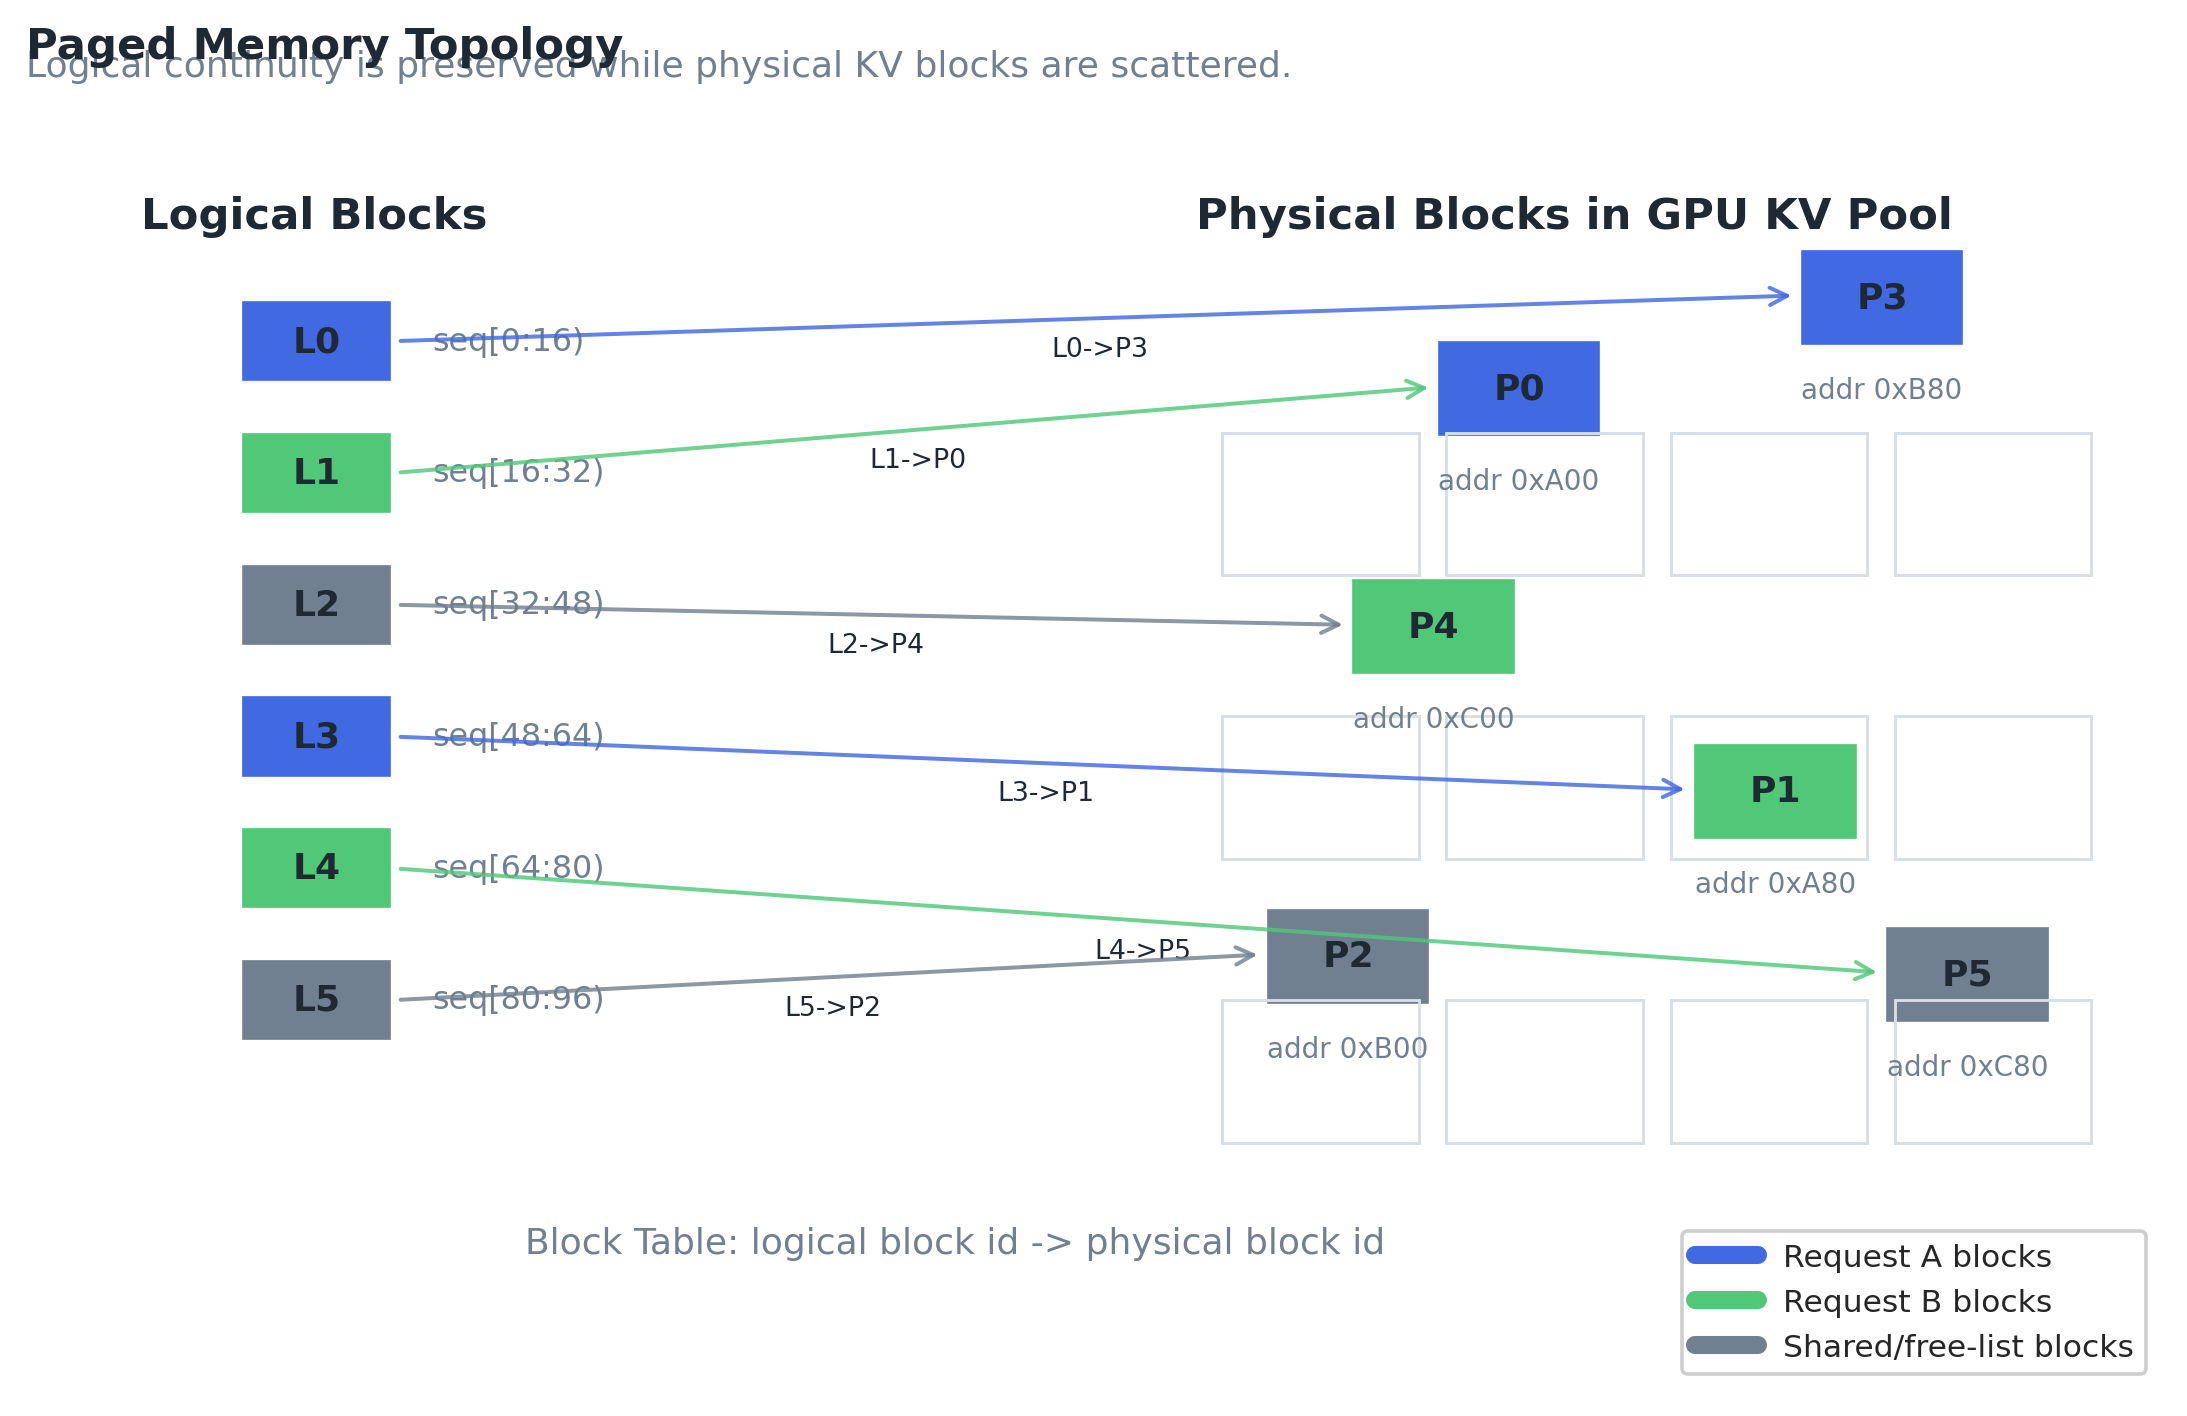 Paged Memory Topology
Logical continuity is preserved while physical KV blocks are scattered.
Logical Blocks
Physical Blocks in GPU KV Pool
L0
seq[0:16)
L0->P3
P3
addr 0xB80
L1
seq[16:32)
L1->P0
P0
addr 0xA00
L2
seq[32:48)
L2->P4
P4
addr 0xC00
L3
seq[48:64)
L3->P1
P1
addr 0xA80
L4
seq[64:80)
L4->P5
P5
addr 0xC80
L5
seq[80:96)
L5->P2
P2
addr 0xB00
Block Table: logical block id -> physical block id
Request A blocks
Request B blocks
Shared/free-list blocks